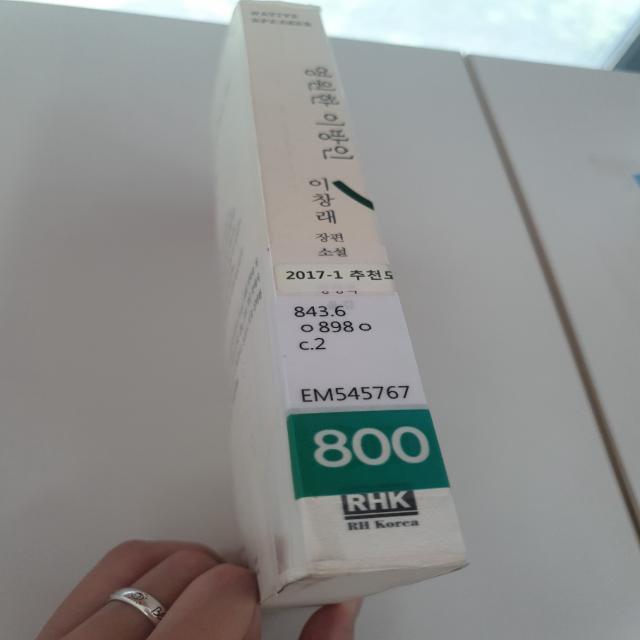 NATIVE
SPEAKER
영원한 이방인
이창래
장편
소설
2017-1 추천도
843.6
ㅇ898ㅇ
c.2
EM545767
800
RHK
RH Korea